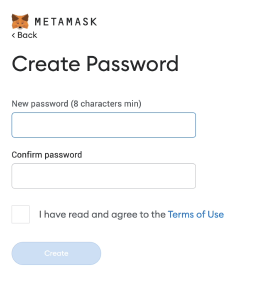 METAMASK
< Back
Create Password
New password (8 characters min)
Confirm password
I have read and agree to the Terms of Use
Create